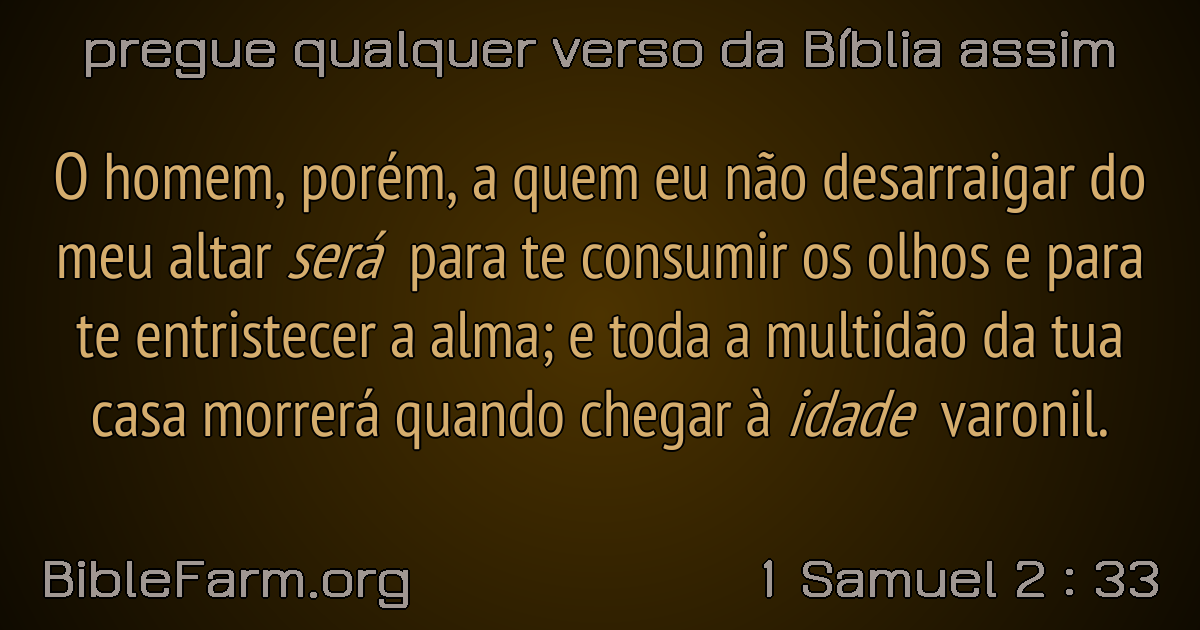 pregue qualquer verso da Bíblia assim
O homem, porém, a quem eu não desarraigar do
meu altar será para te consumir os olhos e para
te entristecer a alma; e toda a multidão da tua
casa morrerá quando chegar à idade varonil.
BibleFarm.org
1 Samuel 2 : 33